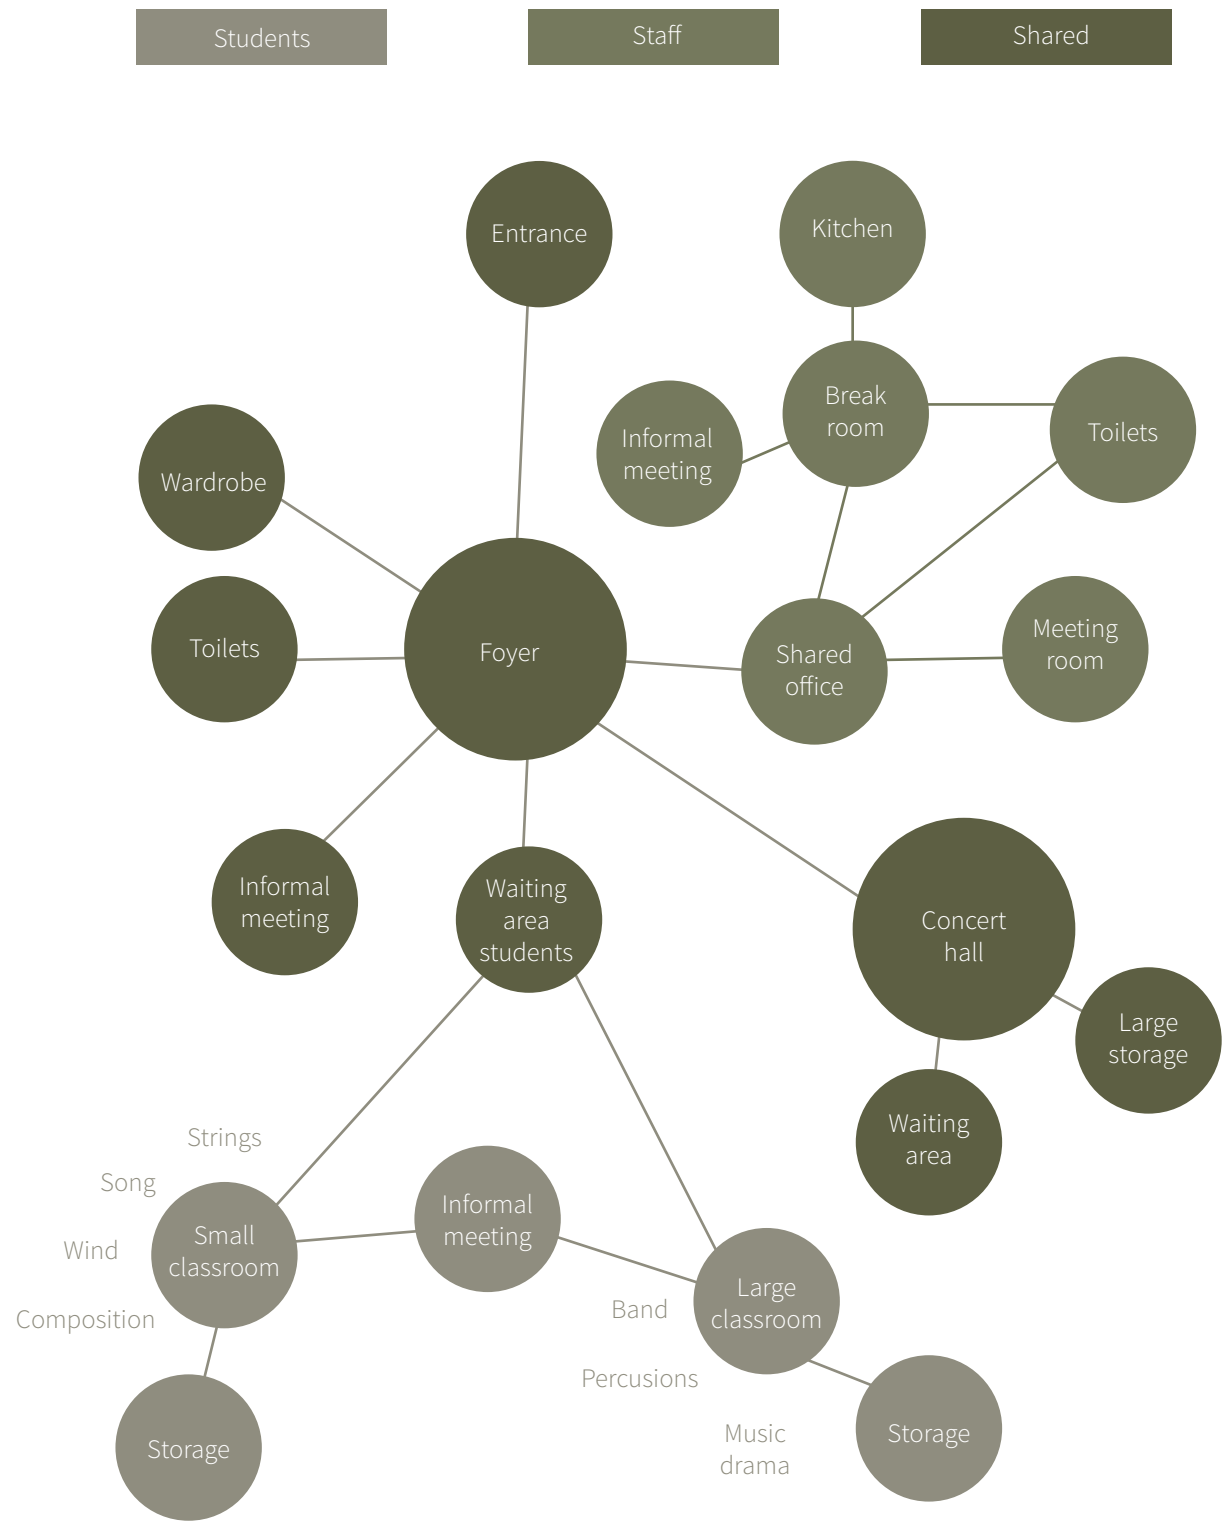 Students
Staff
Shared
Entrance
Kitchen
Break
room
Informal
meeting
Toilets
Wardrobe
Toilets
Foyer
Shared
office
Meeting
room
Informal
meeting
Waiting
area
students
Concert
hall
Large
storage
Waiting
area
Strings
Song
Wind
Composition
Small
classroom
Informal
meeting
Large
classroom
Band
Percusions
Music
drama
Storage
Storage